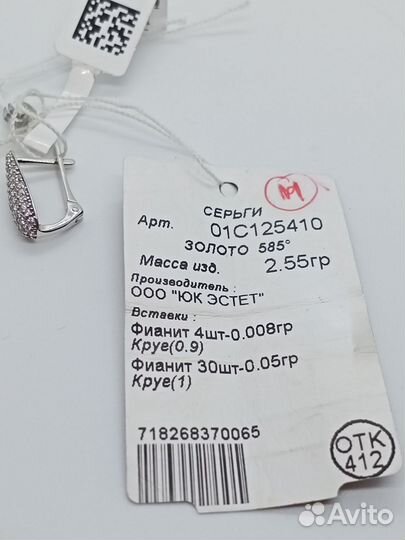 №1
СЕРЬГИ
Арт. 01С125410
ЗОЛОТО 585°
Масса изд. 2.55гр
Производитель :
ООО "ЮК ЭСТЕТ"
Вставки :
Фианит 4шт-0.008гр
Круг(0.9)
Фианит 30шт-0.05гр
Круг(1)
718268370065
ОТК
412
Avito